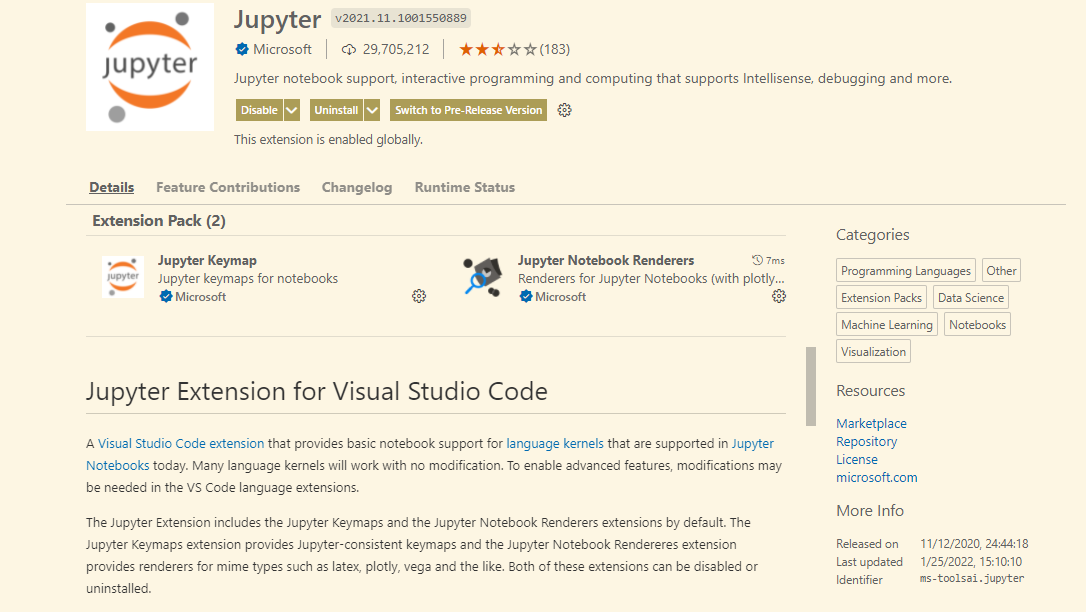 jupyter
Jupyter v2021.11.1001550889
Microsoft 29,705,212 (183)
Jupyter notebook support, interactive programming and computing that supports Intellisense, debugging and more.
Disable Uninstall Switch to Pre-Release Version
This extension is enabled globally.
Details Feature Contributions Changelog Runtime Status
Extension Pack (2)
jupyter
Jupyter Keymap
Jupyter keymaps for notebooks
Microsoft
Jupyter Notebook Renderers 7ms
Renderers for Jupyter Notebooks (with plotly...
Microsoft
Jupyter Extension for Visual Studio Code
A Visual Studio Code extension that provides basic notebook support for language kernels that are supported in Jupyter
Notebooks today. Many language kernels will work with no modification. To enable advanced features, modifications may
be needed in the VS Code language extensions.
The Jupyter Extension includes the Jupyter Keymaps and the Jupyter Notebook Renderers extensions by default. The
Jupyter Keymaps extension provides Jupyter-consistent keymaps and the Jupyter Notebook Rendereres extension
provides renderers for mime types such as latex, plotly, vega and the like. Both of these extensions can be disabled or
uninstalled.
Categories
Programming Languages Other
Extension Packs Data Science
Machine Learning Notebooks
Visualization
Resources
Marketplace
Repository
License
microsoft.com
More Info
Released on 11/12/2020, 24:44:18
Last updated 1/25/2022, 15:10:10
Identifier ms-toolsai.jupyter